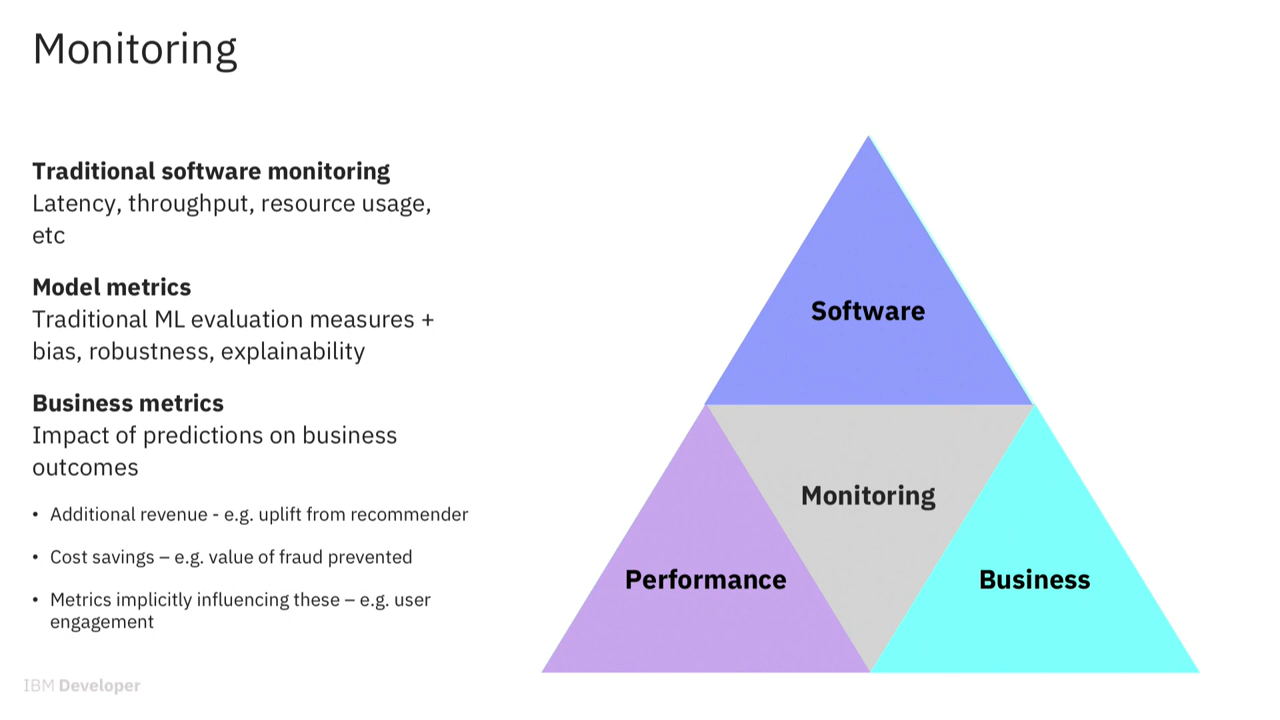 Monitoring
Traditional software monitoring
Latency, throughput, resource usage,
etc
Model metrics
Traditional ML evaluation measures +
bias, robustness, explainability
Business metrics
Impact of predictions on business
outcomes
• Additional revenue - e.g. uplift from recommender
• Cost savings – e.g. value of fraud prevented
• Metrics implicitly influencing these – e.g. user
engagement
Software
Monitoring
Performance
Business
IBM Developer